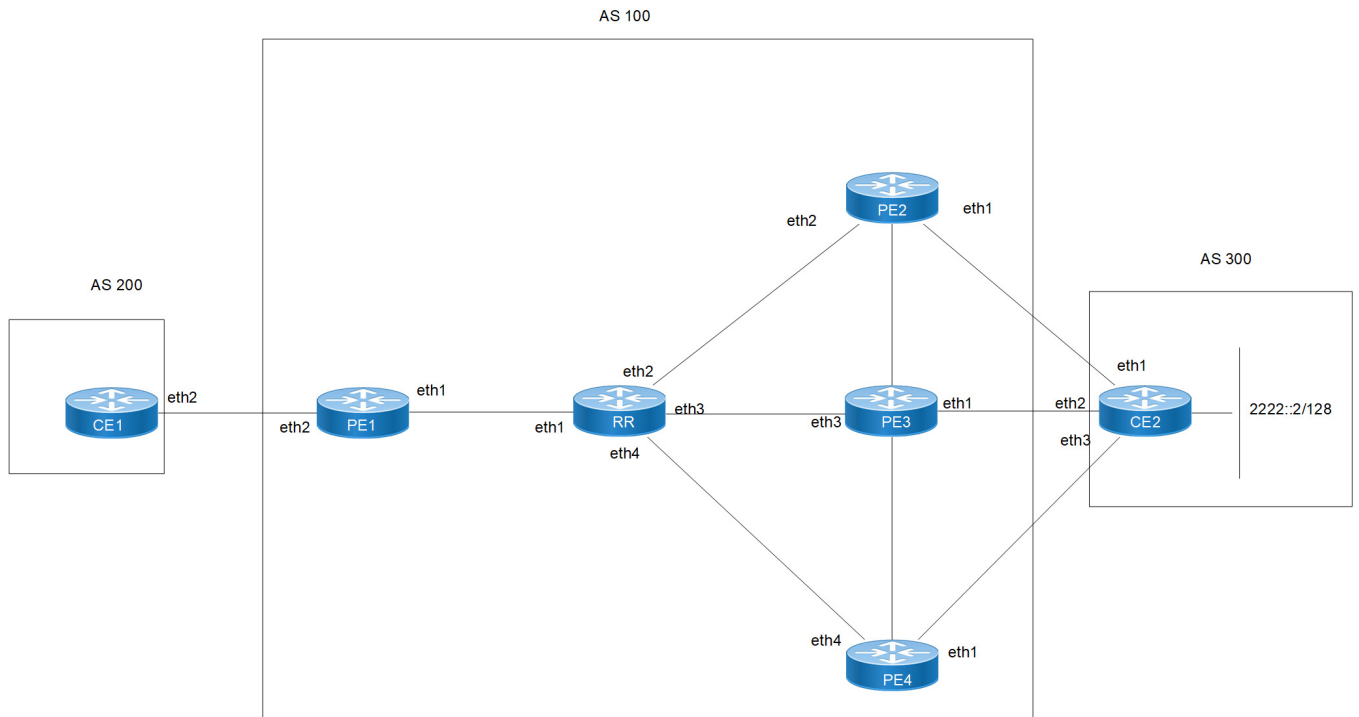 AS 100
PE2
eth1
eth2
AS 300
AS 200
eth1
eth2
eth2
eth1
eth3
eth1
eth2
2222::2/128
CE1
PE1
RR
PE3
CE2
eth2
eth1
eth3
eth3
eth4
eth4
eth1
PE4